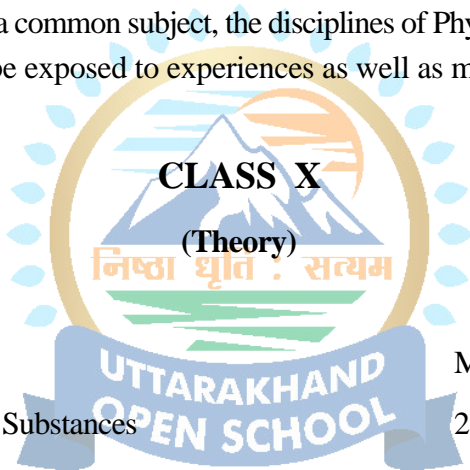 a common subject, the disciplines of Phy
be exposed to experiences as well as m
CLASS X
(Theory)
निष्ठा धृति : सत्यम
M
UTTARAKHAND
OPEN SCHOOL
Substances 2